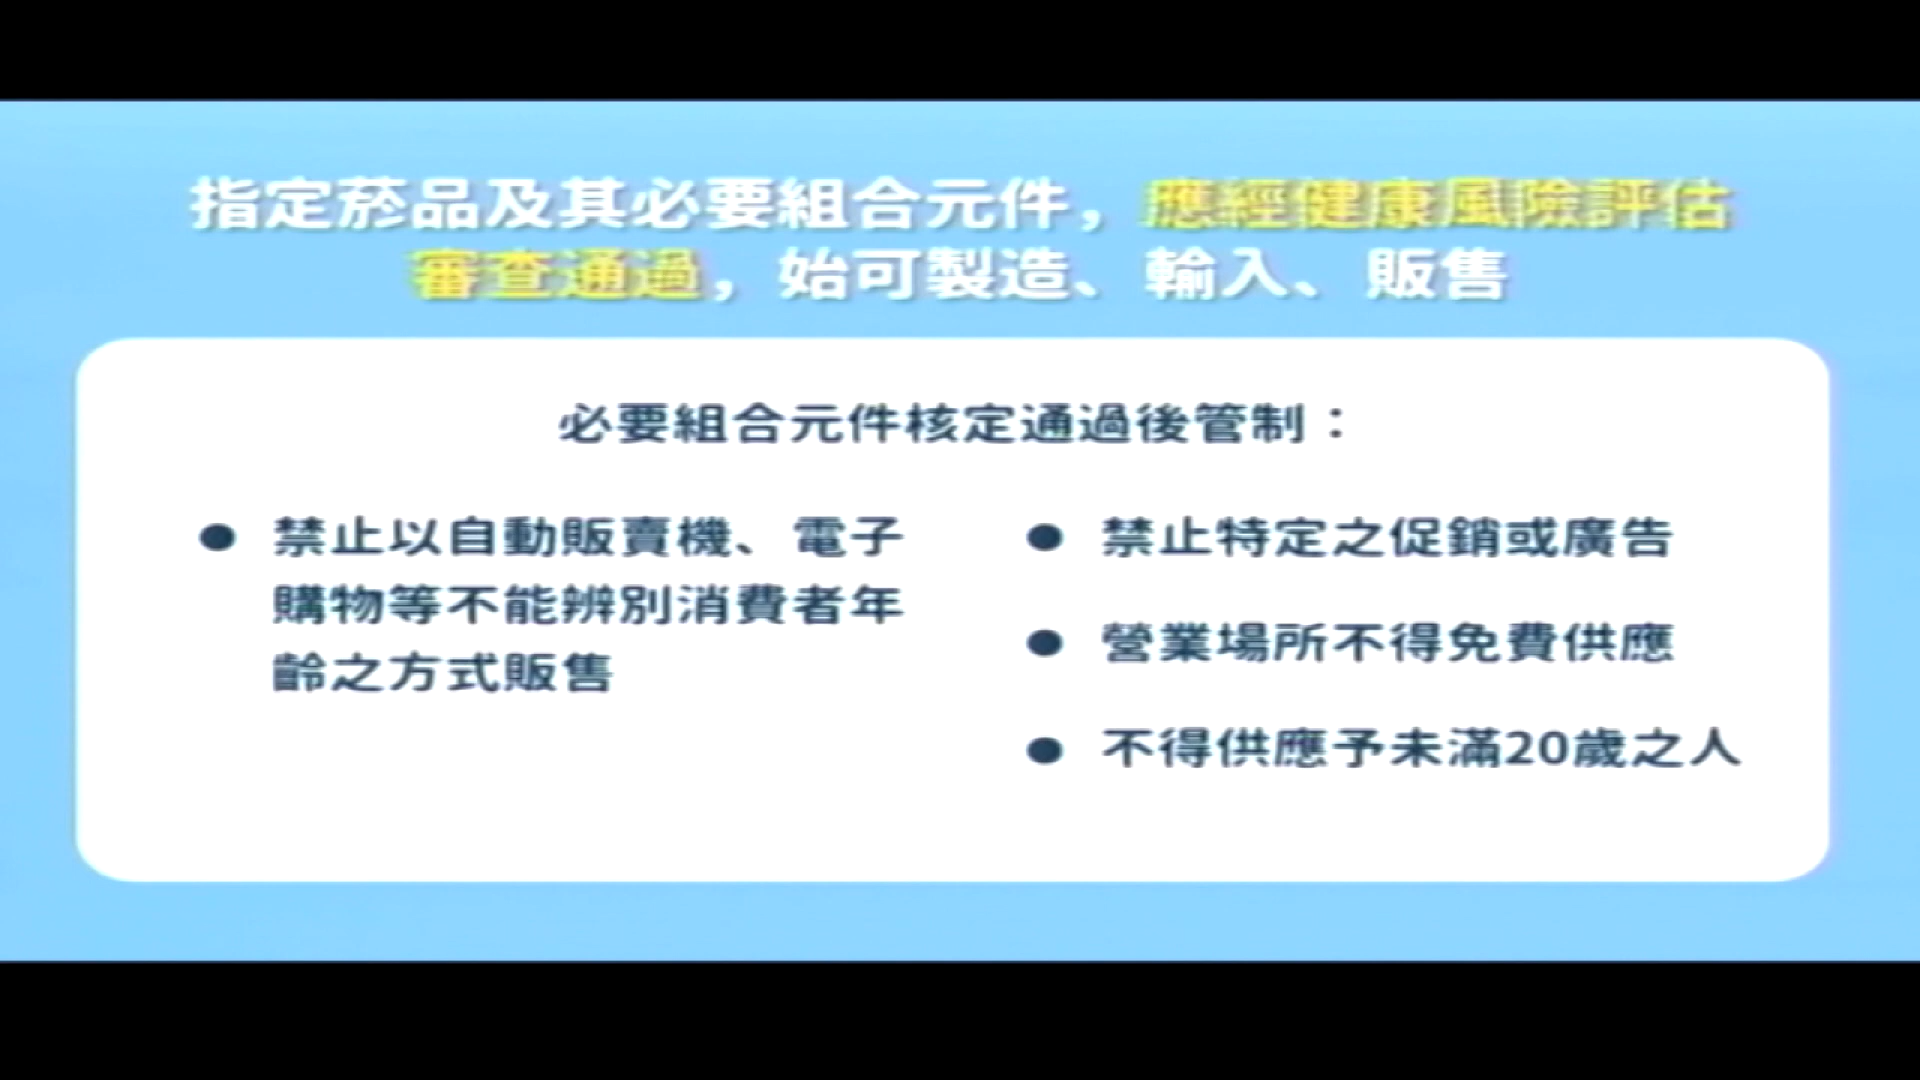 指定菸品及其必要組合元件，應經健康風險評估
審查通過，始可製造、輸入、販售
必要組合元件核定通過後管制：
● 禁止以自動販賣機、電子
購物等不能辨別消費者年
齡之方式販售
● 禁止特定之促銷或廣告
● 營業場所不得免費供應
● 不得供應予未滿20歲之人